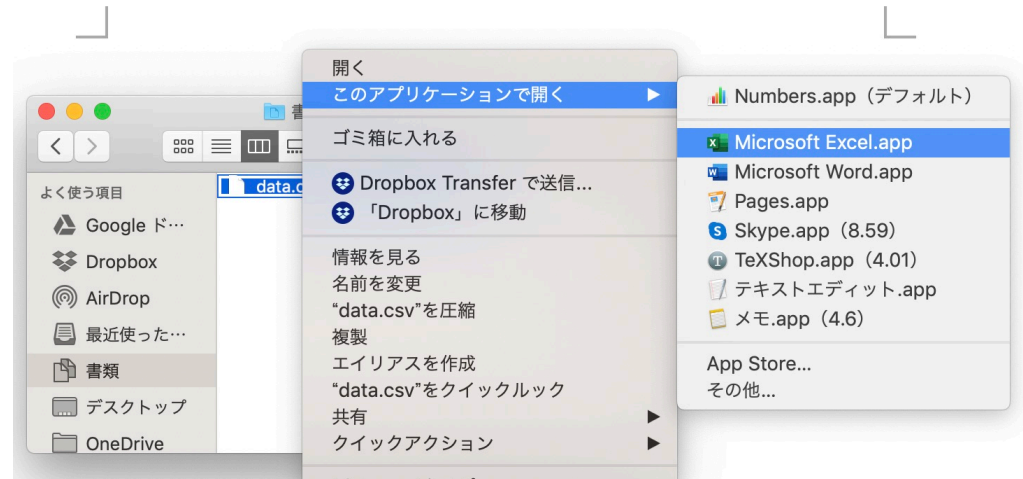 書
よく使う項目
Google ド…
Dropbox
AirDrop
最近使った…
書類
デスクトップ
OneDrive
data.c
開く
このアプリケーションで開く
ゴミ箱に入れる
Dropbox Transfer で送信...
「Dropbox」に移動
情報を見る
名前を変更
“data.csv”を圧縮
複製
エイリアスを作成
“data.csv”をクイックルック
共有
クイックアクション
Numbers.app（デフォルト）
Microsoft Excel.app
Microsoft Word.app
Pages.app
Skype.app（8.59）
TeXShop.app（4.01）
テキストエディット.app
メモ.app（4.6）
App Store...
その他...